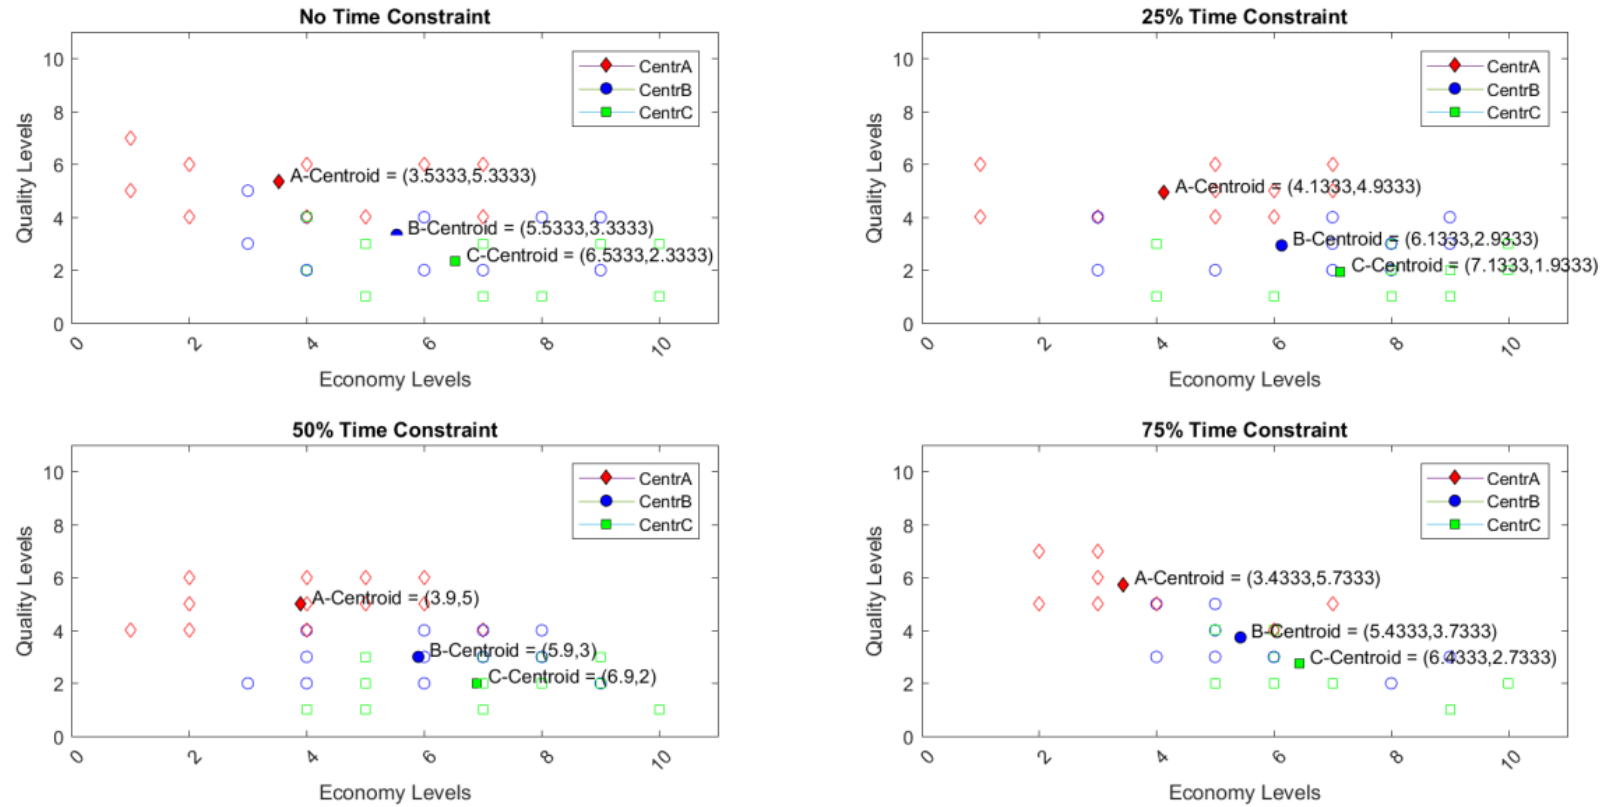 No Time Constraint
10
8
6
4
2
0
Quality Levels
CentrA
CentrB
CentrC
A-Centroid = (3.5333,5.3333)
B-Centroid = (5.5333,3.3333)
C-Centroid = (6.5333,2.3333)
0
2
4
6
8
10
Economy Levels
25% Time Constraint
10
8
6
4
2
0
Quality Levels
CentrA
CentrB
CentrC
A-Centroid = (4.1333,4.9333)
B-Centroid = (6.1333,2.9333)
C-Centroid = (7.1333,1.9333)
0
2
4
6
8
10
Economy Levels
50% Time Constraint
10
8
6
4
2
0
Quality Levels
CentrA
CentrB
CentrC
A-Centroid = (3.9,5)
B-Centroid = (5.9,3)
C-Centroid = (6.9,2)
0
2
4
6
8
10
Economy Levels
75% Time Constraint
10
8
6
4
2
0
Quality Levels
CentrA
CentrB
CentrC
A-Centroid = (3.4333,5.7333)
B-Centroid = (5.4333,3.7333)
C-Centroid = (6.4333,2.7333)
0
2
4
6
8
10
Economy Levels